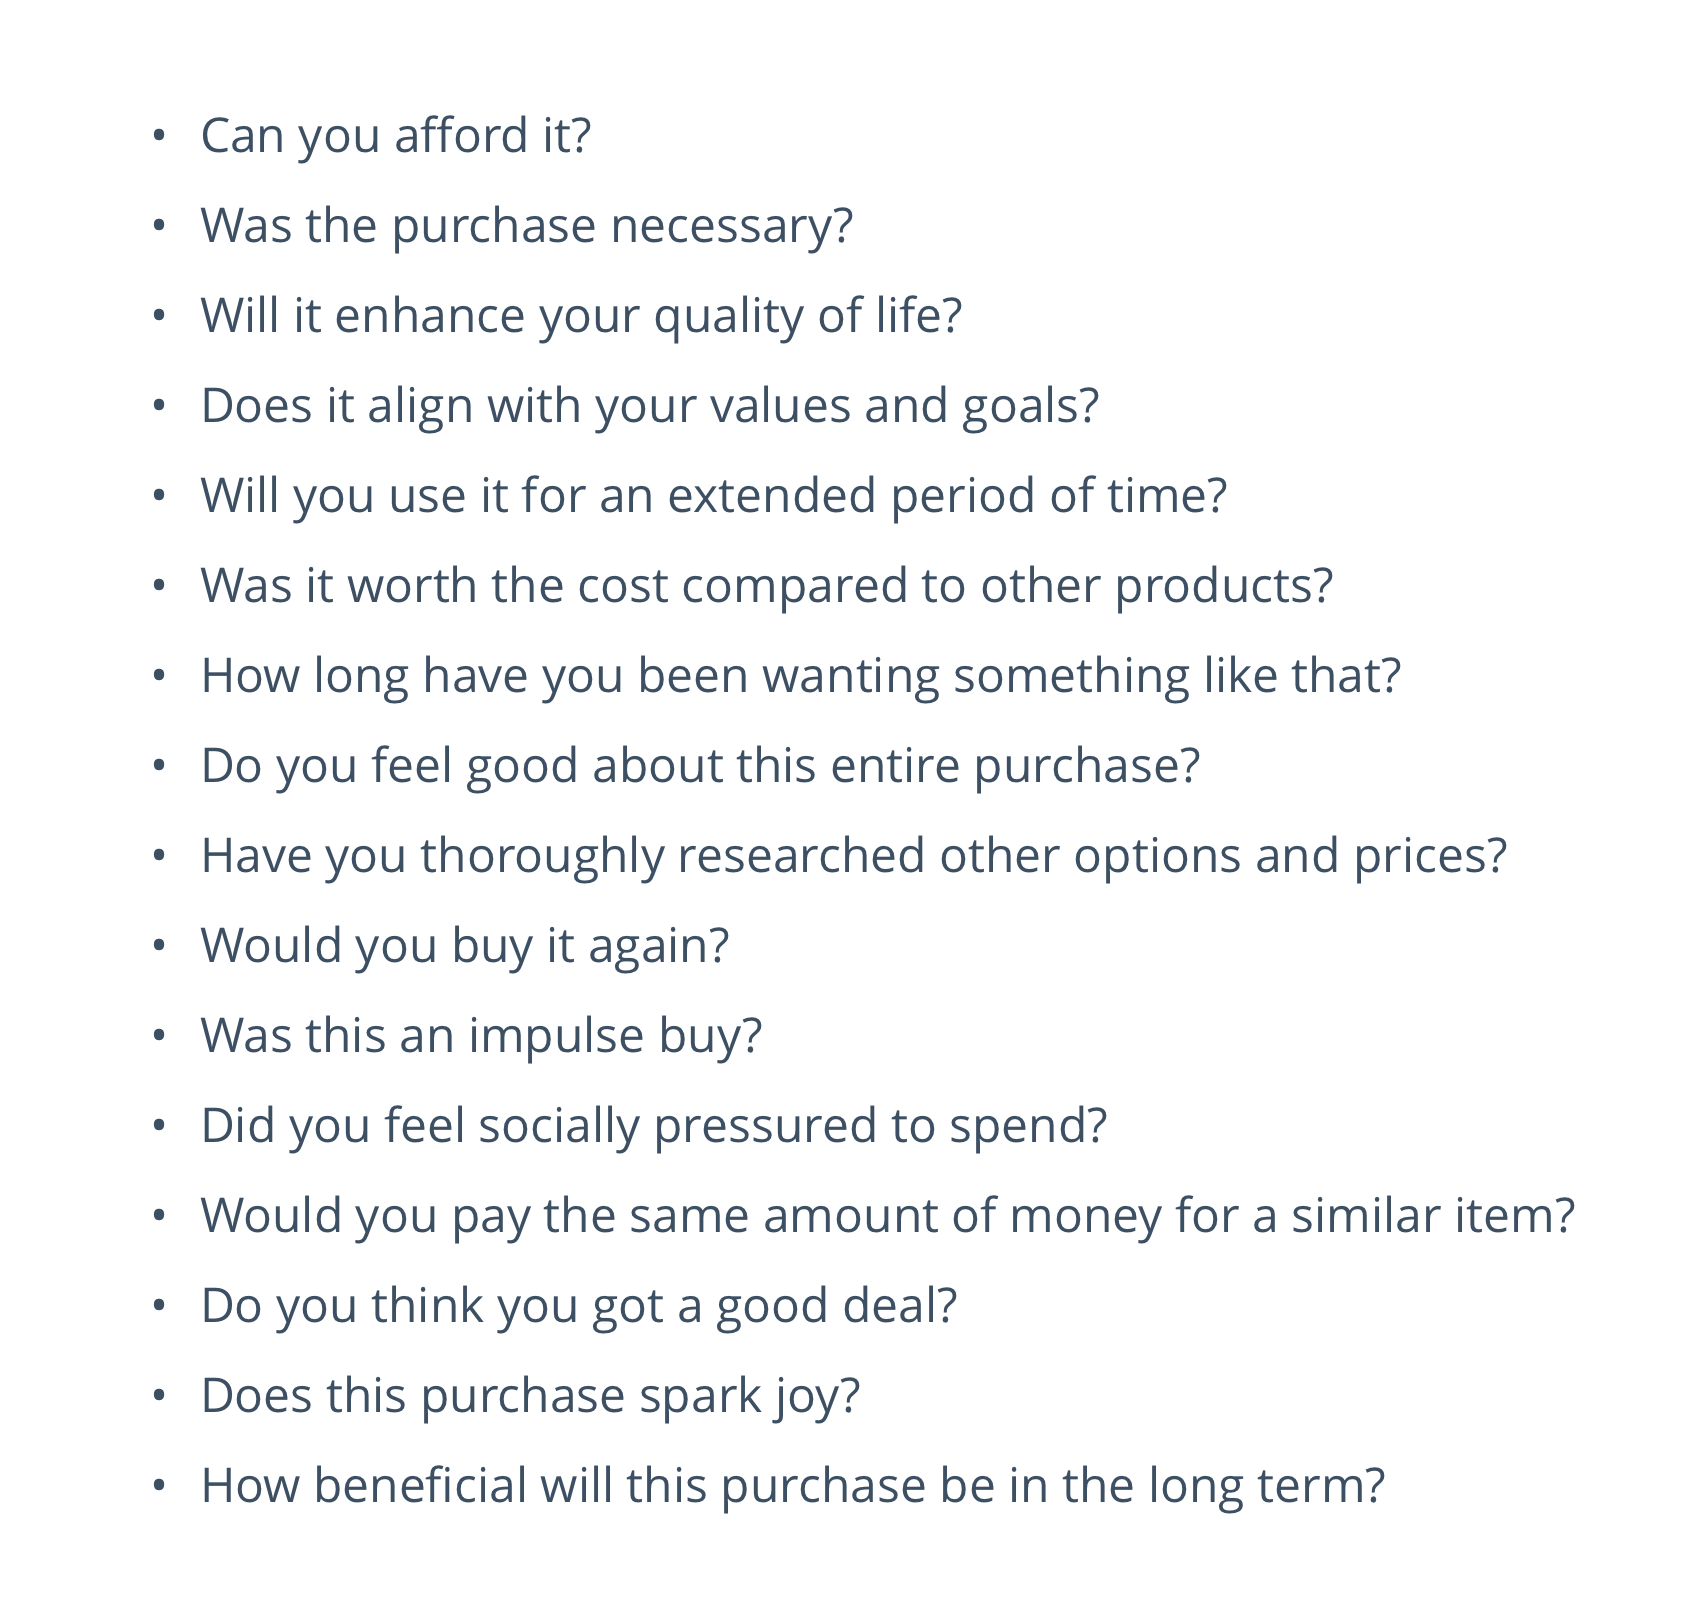 • Can you afford it?
• Was the purchase necessary?
• Will it enhance your quality of life?
• Does it align with your values and goals?
• Will you use it for an extended period of time?
• Was it worth the cost compared to other products?
• How long have you been wanting something like that?
• Do you feel good about this entire purchase?
• Have you thoroughly researched other options and prices?
• Would you buy it again?
• Was this an impulse buy?
• Did you feel socially pressured to spend?
• Would you pay the same amount of money for a similar item?
• Do you think you got a good deal?
• Does this purchase spark joy?
• How beneficial will this purchase be in the long term?